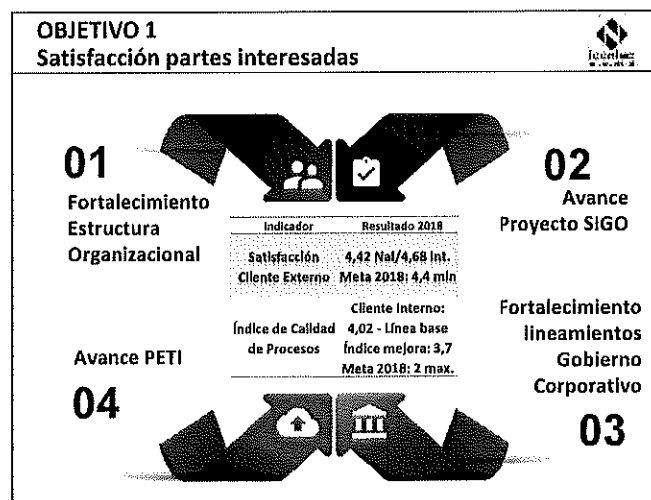 OBJETIVO 1
Satisfacción partes interesadas
01
Fortalecimiento
Estructura
Organizacional
02
Avance
Proyecto SIGO
Indicador Resultado 2018
Satisfacción 4,42 Nal/4,68 Int.
Cliente Externo Meta 2018: 4,4 min
Cliente Interno:
Índice de Calidad 4,02 - Línea base
de Procesos Índice mejora: 3,7
Meta 2018: 2 max.
Fortalecimiento
lineamientos
Gobierno
Corporativo
03
Avance PETI
04